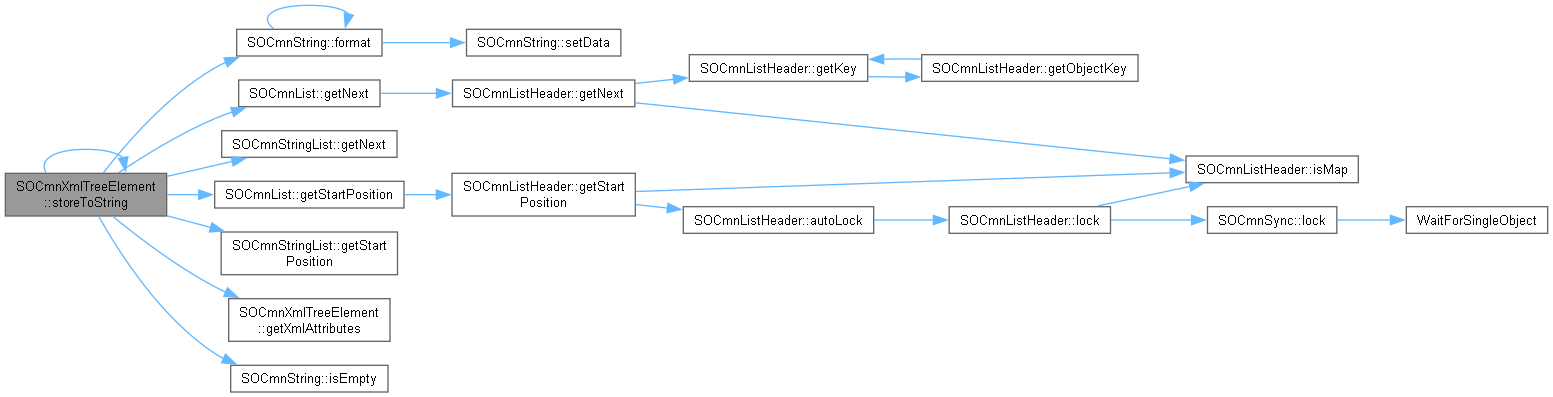 SOCmnXmlTreeElement
::storeToString
SOCmnString::format
SOCmnString::setData
SOCmnList::getNext
SOCmnListHeader::getNext
SOCmnListHeader::getKey
SOCmnListHeader::getObjectKey
SOCmnStringList::getNext
SOCmnList::getStartPosition
SOCmnListHeader::getStart
Position
SOCmnListHeader::isMap
SOCmnListHeader::autoLock
SOCmnListHeader::lock
SOCmnSync::lock
WaitForSingleObject
SOCmnStringList::getStart
Position
SOCmnXmlTreeElement
::getXmlAttributes
SOCmnString::isEmpty